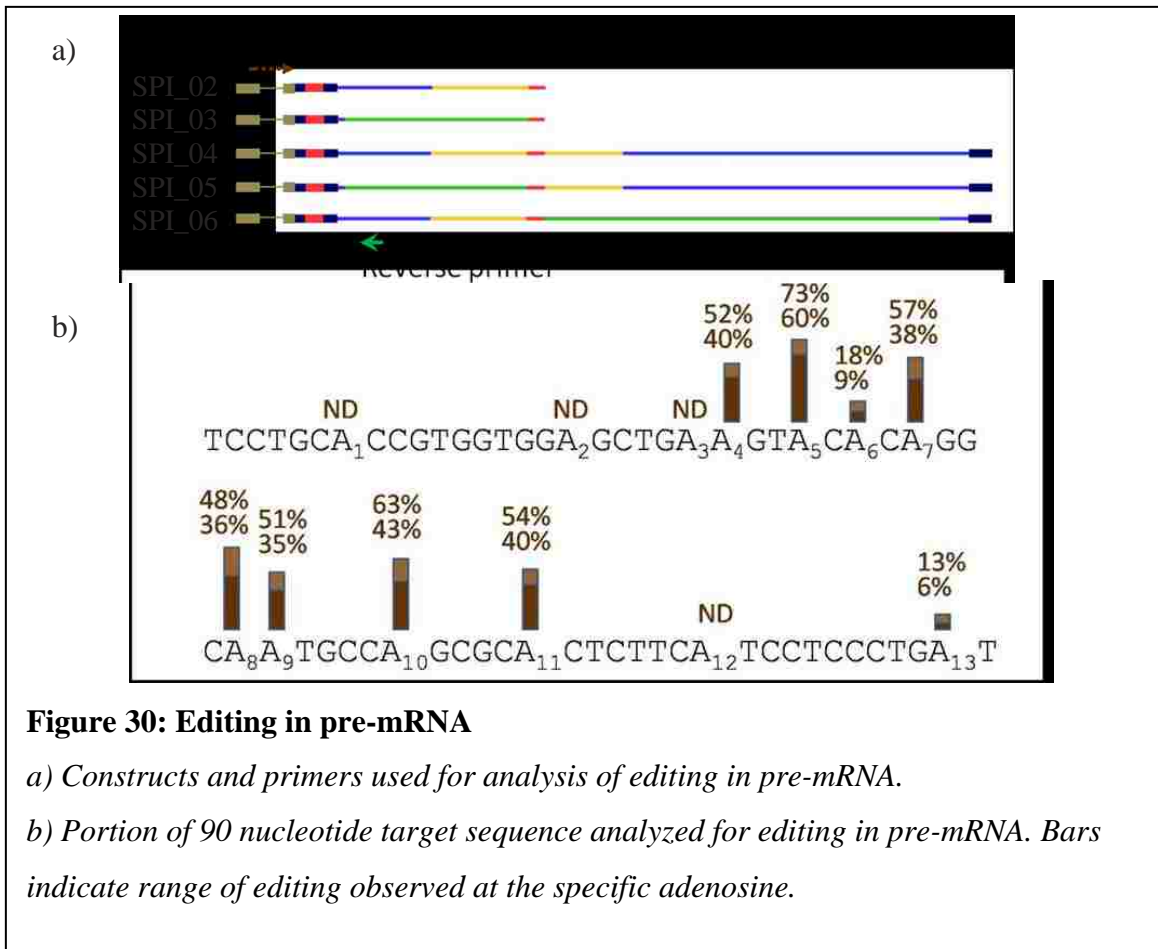 a)
SPI_02
SPI_03
SPI_04
SPI_05
SPI_06
Reverse primer
b)
52%
40%
73%
60%
18%
9%
57%
38%
ND
ND
ND
TCCTGCA₁CCGTGGTGGA₂GCTGA₃A₄GTA₅CA₆CA₇GG
48%
36%
51%
35%
63%
43%
54%
40%
ND
13%
6%
CA₈A₉TGCCA₁₀GCGCA₁₁CTCTTCA₁₂TCCTCCCTGA₁₃T
Figure 30: Editing in pre-mRNA
a) Constructs and primers used for analysis of editing in pre-mRNA.
b) Portion of 90 nucleotide target sequence analyzed for editing in pre-mRNA. Bars
indicate range of editing observed at the specific adenosine.